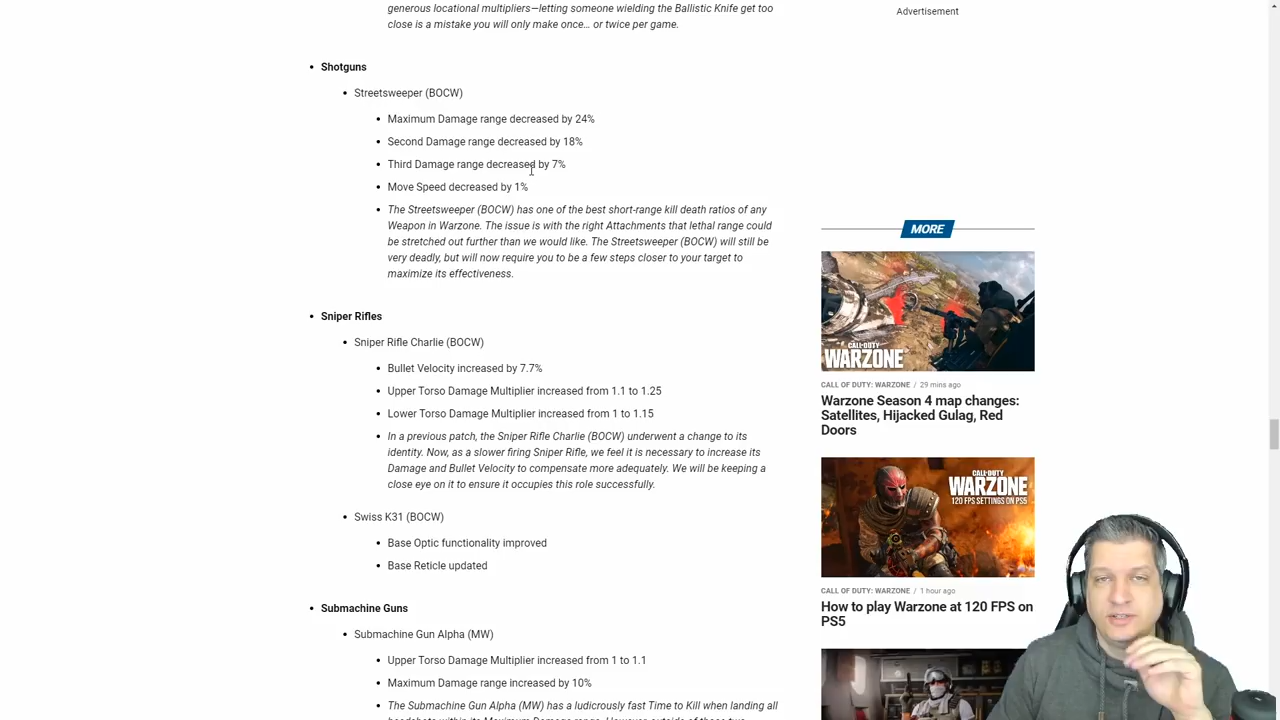 generous locational multipliers—letting someone wielding the Ballistic Knife get too
close is a mistake you will only make once… or twice per game.
Advertisement
• Shotguns
• Streetsweeper (BOCW)
• Maximum Damage range decreased by 24%
• Second Damage range decreased by 18%
• Third Damage range decreased by 7%
• Move Speed decreased by 1%
• The Streetsweeper (BOCW) has one of the best short-range kill death ratios of any
Weapon in Warzone. The issue is with the right Attachments that lethal range could
be stretched out further than we would like. The Streetsweeper (BOCW) will still be
very deadly, but will now require you to be a few steps closer to your target to
maximize its effectiveness.
• Sniper Rifles
• Sniper Rifle Charlie (BOCW)
• Bullet Velocity increased by 7.7%
• Upper Torso Damage Multiplier increased from 1.1 to 1.25
• Lower Torso Damage Multiplier increased from 1 to 1.15
• In a previous patch, the Sniper Rifle Charlie (BOCW) underwent a change to its
identity. Now, as a slower firing Sniper Rifle, we feel it is necessary to increase its
Damage and Bullet Velocity to compensate more adequately. We will be keeping a
close eye on it to ensure it occupies this role successfully.
• Swiss K31 (BOCW)
• Base Optic functionality improved
• Base Reticle updated
• Submachine Guns
• Submachine Gun Alpha (MW)
• Upper Torso Damage Multiplier increased from 1 to 1.1
• Maximum Damage range increased by 10%
• The Submachine Gun Alpha (MW) has a ludicrously fast Time to Kill when landing all
MORE
CALL OF DUTY
WARZONE
CALL OF DUTY: WARZONE / 29 mins ago
Warzone Season 4 map changes:
Satellites, Hijacked Gulag, Red
Doors
CALL OF DUTY
WARZONE
120 FPS SETTINGS ON PS5
CALL OF DUTY: WARZONE / 1 hour ago
How to play Warzone at 120 FPS on
PS5